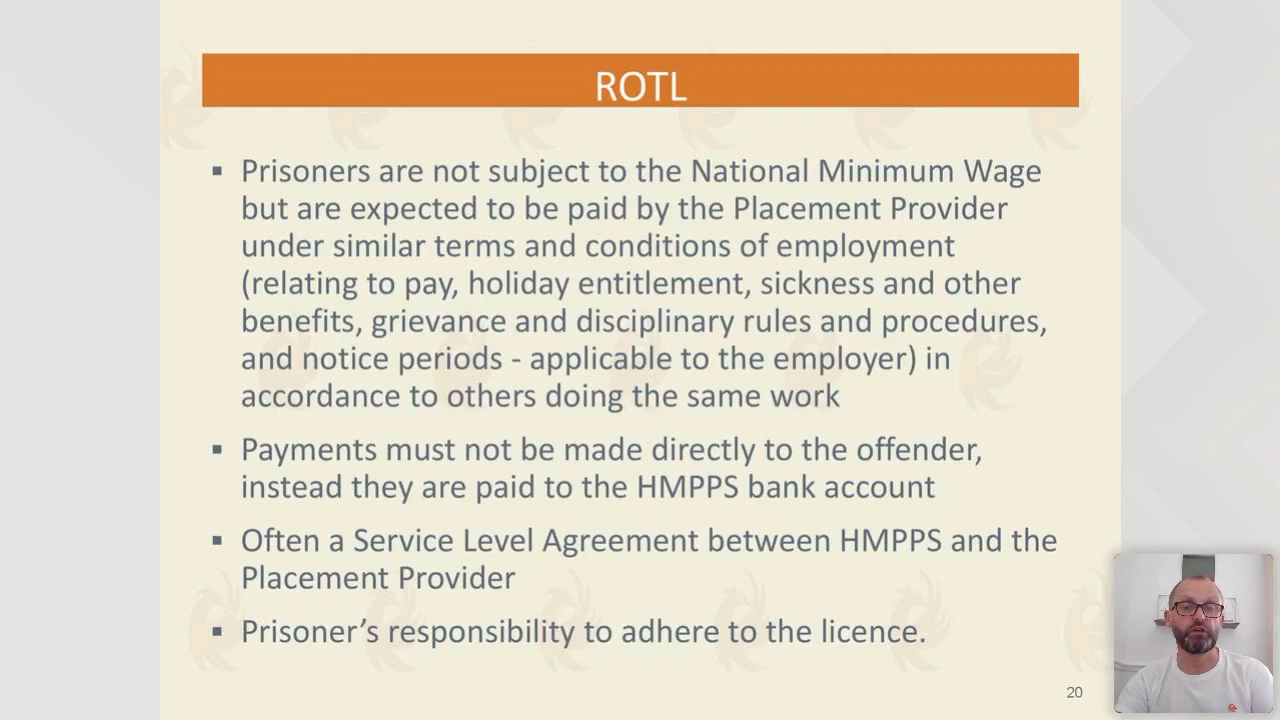 ROTL
▪ Prisoners are not subject to the National Minimum Wage
but are expected to be paid by the Placement Provider
under similar terms and conditions of employment
(relating to pay, holiday entitlement, sickness and other
benefits, grievance and disciplinary rules and procedures,
and notice periods - applicable to the employer) in
accordance to others doing the same work
▪ Payments must not be made directly to the offender,
instead they are paid to the HMPPS bank account
▪ Often a Service Level Agreement between HMPPS and the
Placement Provider
▪ Prisoner’s responsibility to adhere to the licence.
20